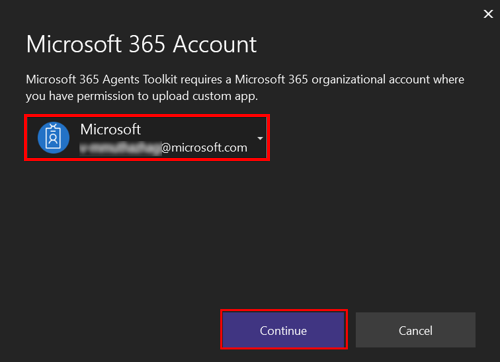 Microsoft 365 Account
Microsoft 365 Agents Toolkit requires a Microsoft 365 organizational account where
you have permission to upload custom app.
Microsoft
@microsoft.com
Continue
Cancel